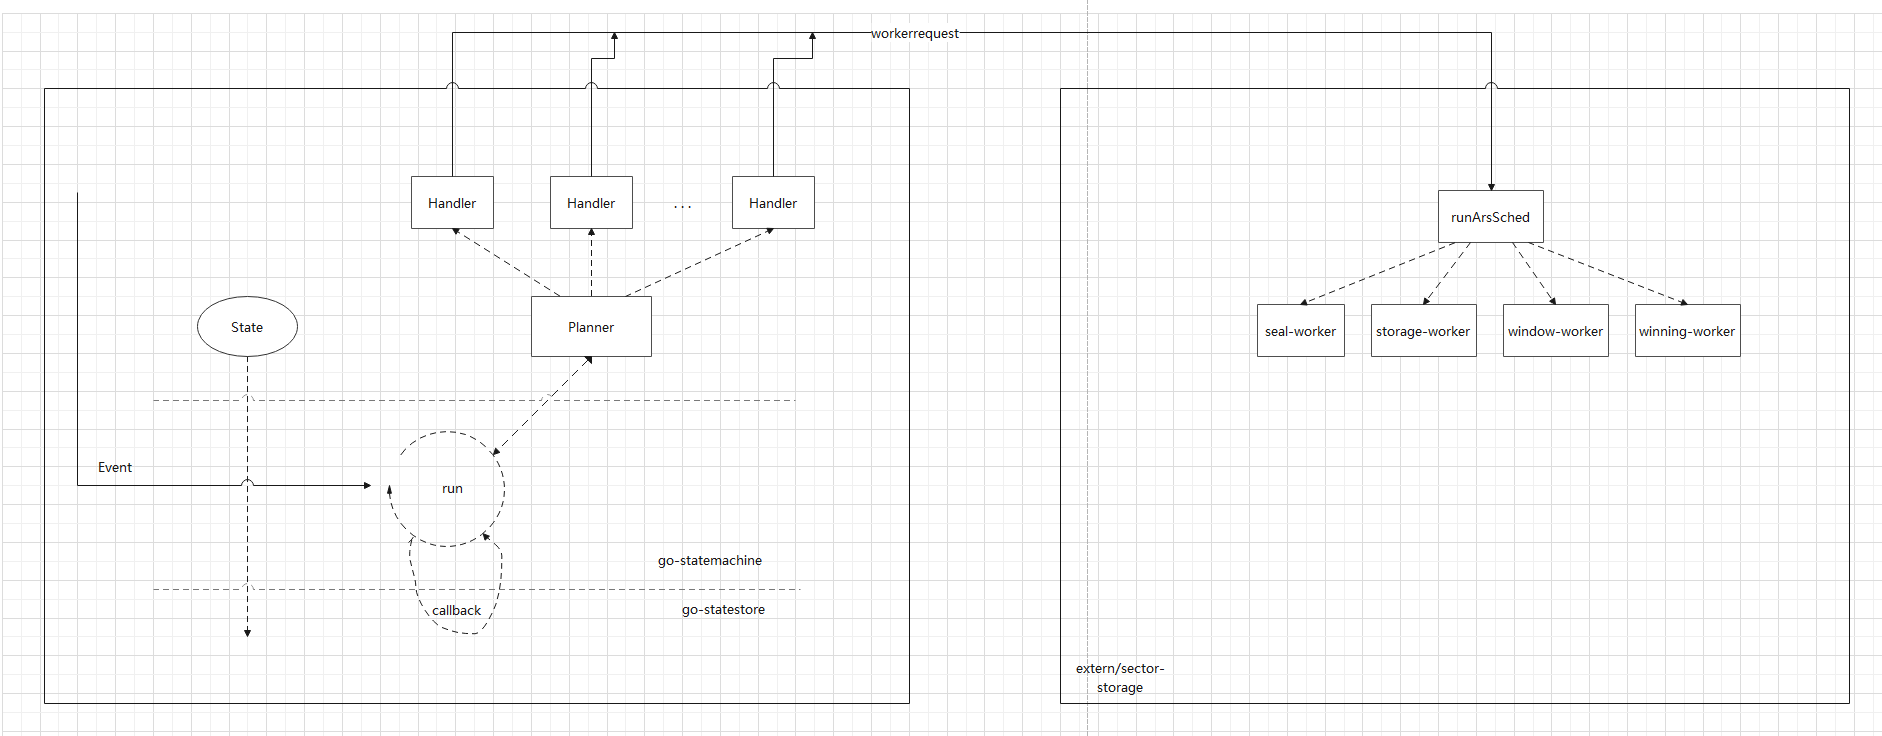 workerrequest
Handler
Handler
...
Handler
runArsSched
State
Planner
seal-worker
storage-worker
window-worker
winning-worker
Event
run
go-statemachine
callback
go-statestore
extern/sector-
storage